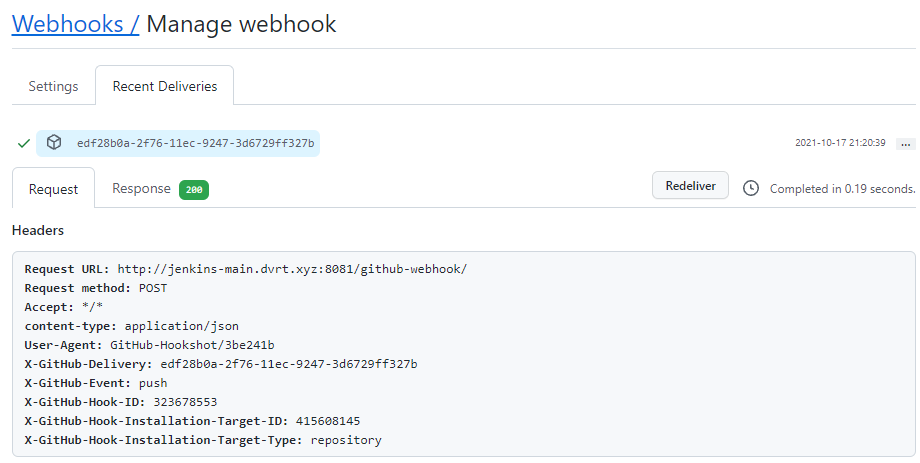 Webhooks / Manage webhook
Settings
Recent Deliveries
edf28b0a-2f76-11ec-9247-3d6729ff327b
2021-10-17 21:20:39
...
Request
Response 200
Redeliver
Completed in 0.19 seconds.
Headers
Request URL: http://jenkins-main.dvrt.xyz:8081/github-webhook/
Request method: POST
Accept: */*
content-type: application/json
User-Agent: GitHub-Hookshot/3be241b
X-GitHub-Delivery: edf28b0a-2f76-11ec-9247-3d6729ff327b
X-GitHub-Event: push
X-GitHub-Hook-ID: 323678553
X-GitHub-Hook-Installation-Target-ID: 415608145
X-GitHub-Hook-Installation-Target-Type: repository